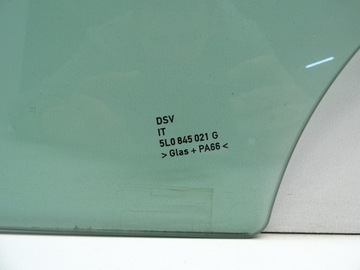 DSV
IT
5L0 845 021 G
> Glas + PA66 <